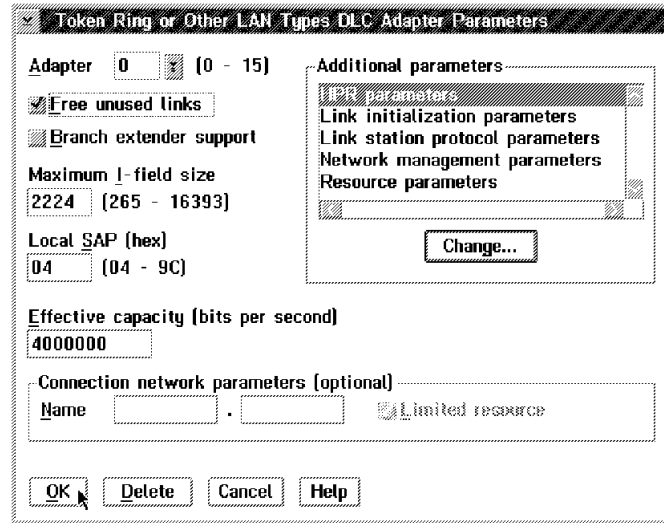 Token Ring or Other LAN Types DLC Adapter Parameters
Adapter 0 (0 - 15)
Free unused links
Branch extender support
Maximum I-field size
2224 (265 - 16393)
Local SAP (hex)
04 (04 - 9C)
Additional parameters
HPR parameters
Link initialization parameters
Link station protocol parameters
Network management parameters
Resource parameters
Change...
Effective capacity (bits per second)
4000000
Connection network parameters (optional)
Name . Limited resource
OK Delete Cancel Help